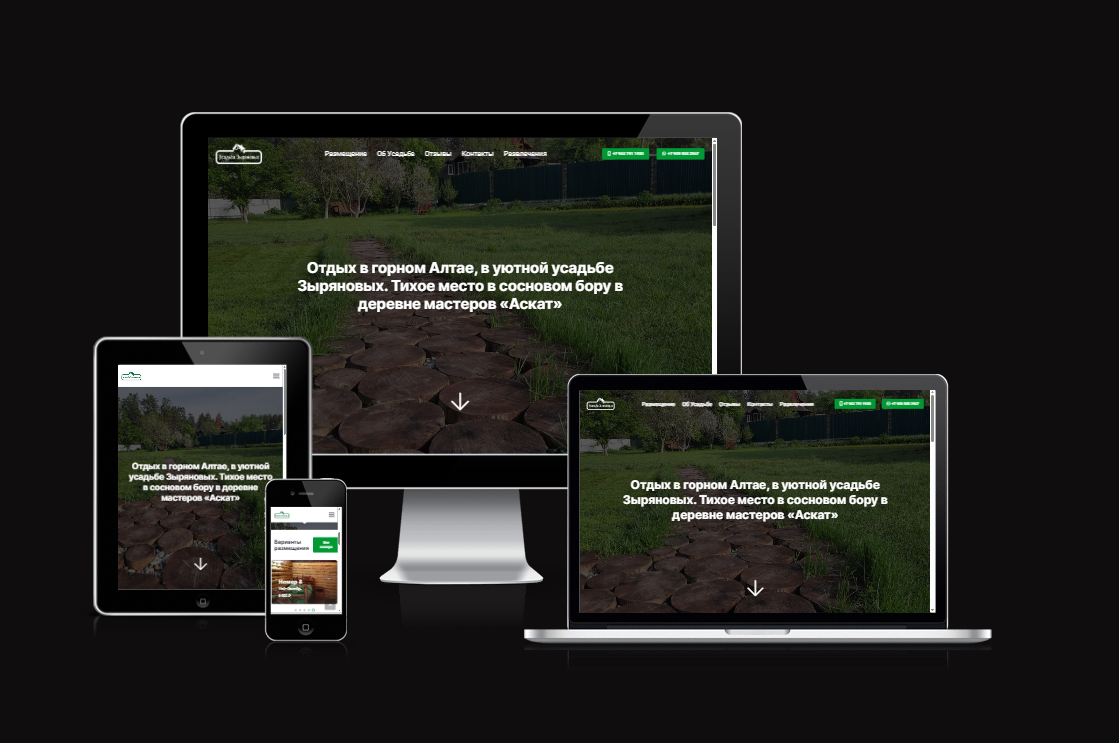 Усадьба Зыряновых
Размещение Об Усадьбе Отзывы Контакты Развлечения
Отдых в горном Алтае, в уютной усадьбе
Зыряновых. Тихое место в сосновом бору в
деревне мастеров «Аскат»
Отдых в горном Алтае, в уютной
усадьбе Зыряновых. Тихое место
в сосновом бору в деревне
мастеров «Аскат»
Варианты
размещения
Номер 8
Размещение Об Усадьбе Отзывы Контакты Развлечения
Отдых в горном Алтае, в уютной усадьбе
Зыряновых. Тихое место в сосновом бору в
деревне мастеров «Аскат»